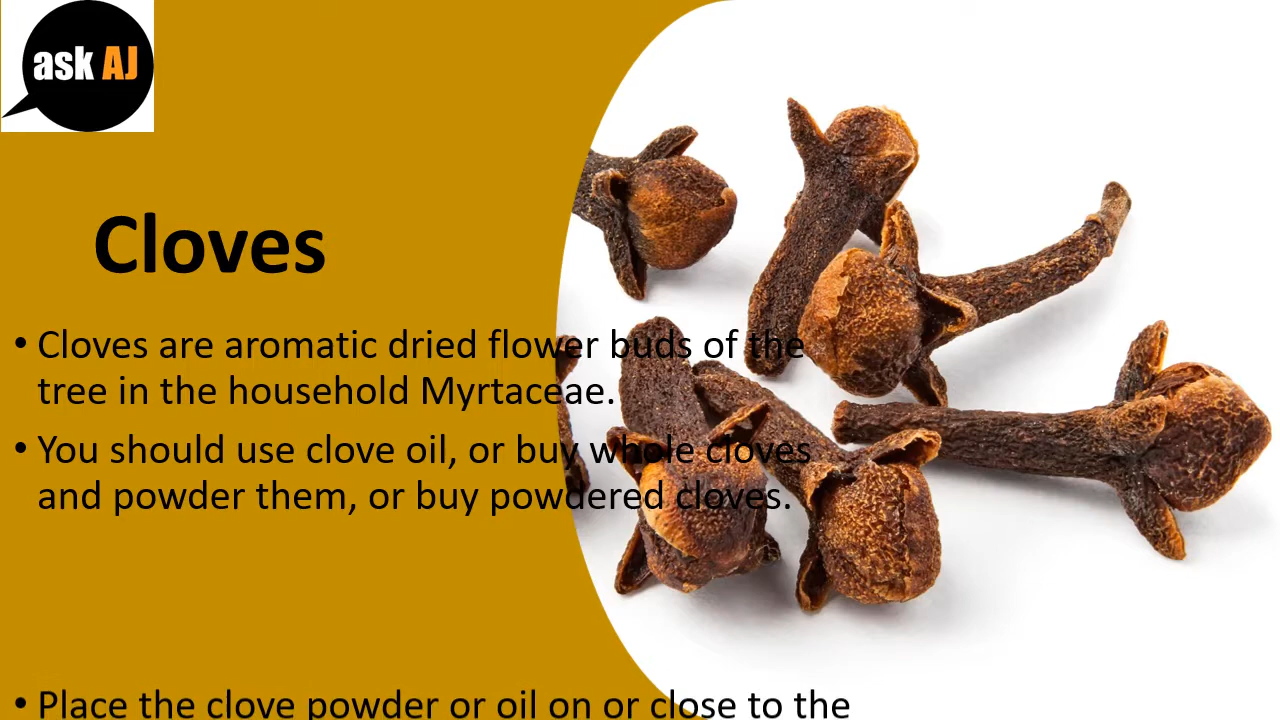 ask AJ
Cloves
• Cloves are aromatic dried flower buds of the
tree in the household Myrtaceae.
• You should use clove oil, or buy whole cloves
and powder them, or buy powdered cloves.
• Place the clove powder or oil on or close to the